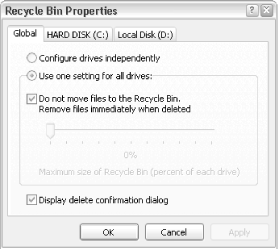 Recycle Bin Properties
Global
HARD DISK (C:)
Local Disk (D:)
Configure drives independently
Use one setting for all drives:
Do not move files to the Recycle Bin.
Remove files immediately when deleted
0%
Maximum size of Recycle Bin (percent of each drive)
Display delete confirmation dialog
OK
Cancel
Apply